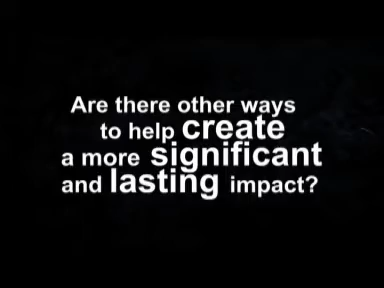 Are there other ways
to help create
a more significant
and lasting impact?